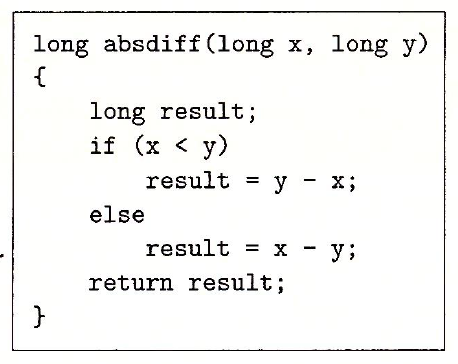 long absdiff(long x, long y)
{
    long result;
    if (x < y)
        result = y - x;
    else
        result = x - y;
    return result;
}